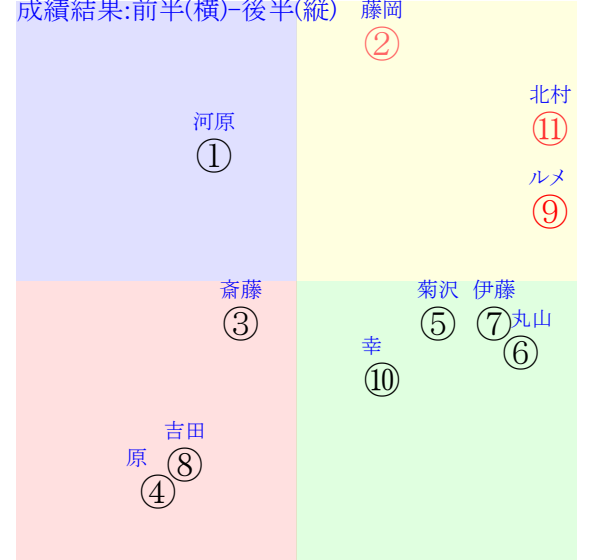 成績結果:前半(横)-後半(縦)
藤岡
②
北村
⑪
河原
①
ルメ
⑨
斎藤
③
菊沢
⑤
伊藤
⑦
丸山
⑥
幸
⑩
吉田
⑧
原
④